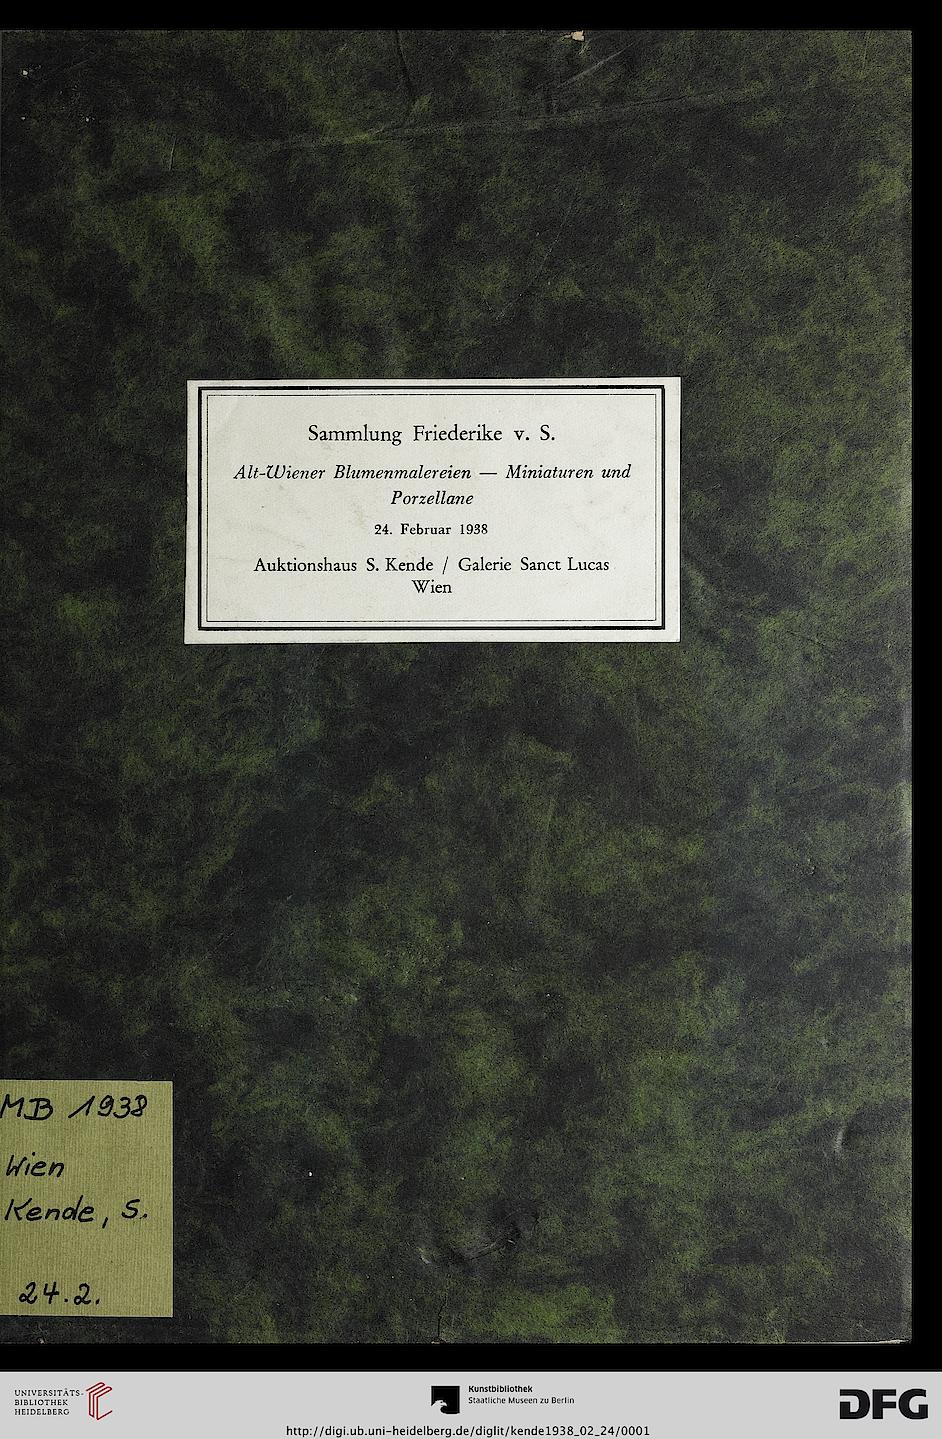 Sammlung Friederike v. S.
Alt-Wiener Blumenmalereien — Miniaturen und
Porzellane
24. Februar 1938
Auktionshaus S. Kende / Galerie Sanct Lucas
Wien
MB 1938
Wien
Kende, S.
24.2.
UNIVERSITÄTS-
BIBLIOTHEK
HEIDELBERG
Kunstbibliothek
Staatliche Museen zu Berlin
DFG
http://digi.ub.uni-heidelberg.de/diglit/kende1938_02_24/0001